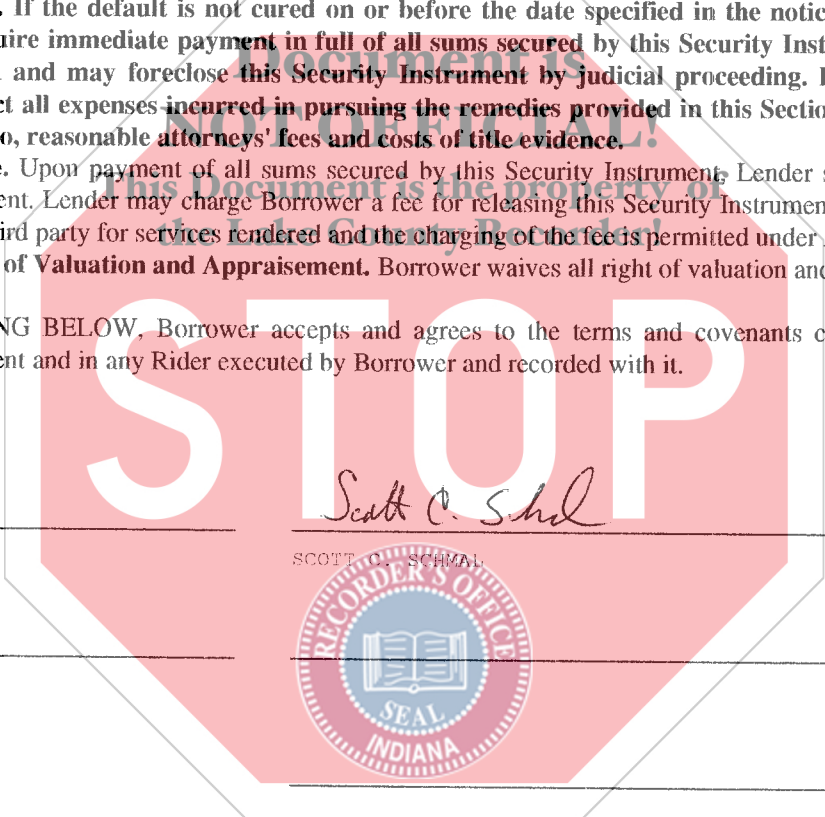 . If the default is not cured on or before the date specified in the notic
uire immediate payment in full of all sums secured by this Security Inst
and may foreclose this Security Instrument by judicial proceeding.
ct all expenses incurred in pursuing the remedies provided in this Sectio
o, reasonable attorneys' fees and costs of title evidence.
e. Upon payment of all sums secured by this Security Instrument, Lender s
ent. Lender may charge Borrower a fee for releasing this Security Instrumen
ird party for services rendered and the charging of the fee is permitted under
of Valuation and Appraisement. Borrower waives all right of valuation and
NG BELOW, Borrower accepts and agrees to the terms and covenants c
ent and in any Rider executed by Borrower and recorded with it.
Document is
NOT OFFICIAL!
This Document is the property of
the Lake County Recorder!
STOP
Scott C. Schmal
SCOTT C. SCHMAL
RECORDER'S OFFICE
SEAL
INDIANA